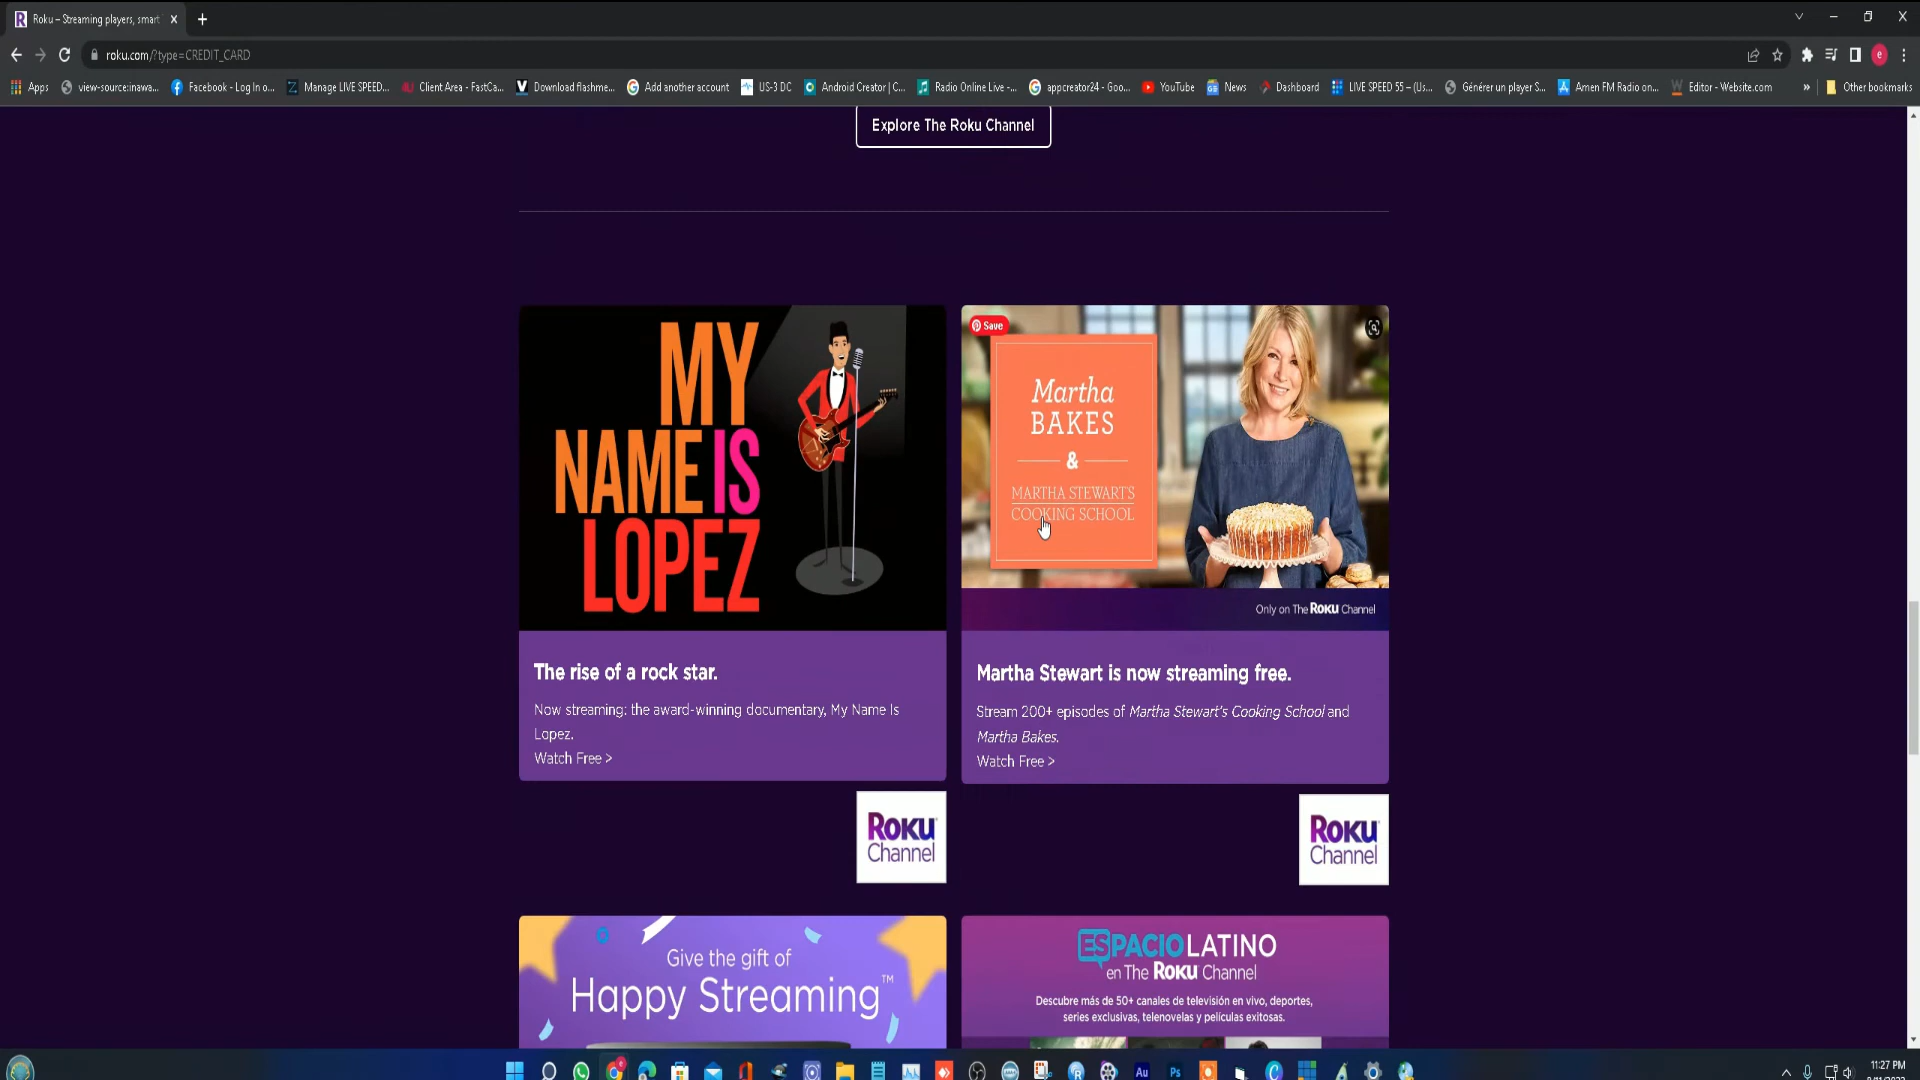 Roku – Streaming players, smart
roku.com/?type=CREDIT_CARD
Apps
view-source:inawa...
Facebook - Log In o...
Manage LIVE SPEED...
Client Area - FastCa...
Download flashme...
Add another account
US-3 DC
Android Creator | C...
Radio Online Live -...
appcreator24 - Goo...
YouTube
News
Dashboard
LIVE SPEED 55 – (Us...
Générer un player S...
Amen FM Radio on...
Editor - Website.com
»
Other bookmarks
Explore The Roku Channel
MY
NAME IS
LOPEZ
Save
Martha
BAKES
&
MARTHA STEWART'S
COOKING SCHOOL
Only on The Roku Channel
The rise of a rock star.
Now streaming: the award-winning documentary, My Name Is
Lopez.
Watch Free >
Martha Stewart is now streaming free.
Stream 200+ episodes of Martha Stewart's Cooking School and
Martha Bakes.
Watch Free >
Roku
Channel
Roku
Channel
Give the gift of
Happy Streaming™
ESPACIO LATINO
en The Roku Channel
Descubre más de 50+ canales de televisión en vivo, deportes,
series exclusivas, telenovelas y películas exitosas.
11:27 PM